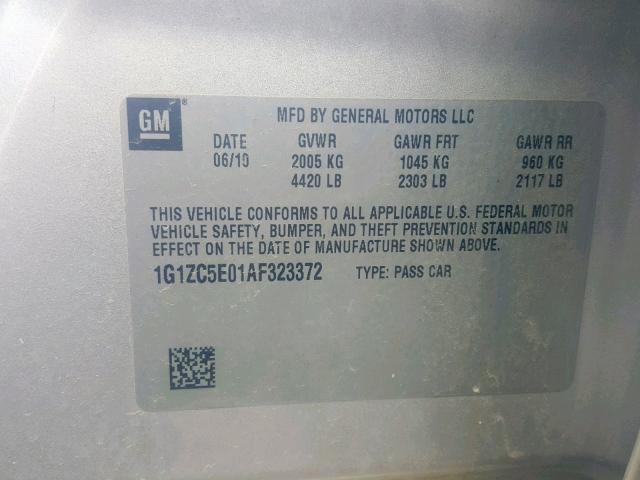 GM ®
MFD BY GENERAL MOTORS LLC
DATE GVWR GAWR FRT GAWR RR
06/10 2005 KG 1045 KG 960 KG
4420 LB 2303 LB 2117 LB
THIS VEHICLE CONFORMS TO ALL APPLICABLE U.S. FEDERAL MOTOR
VEHICLE SAFETY, BUMPER, AND THEFT PREVENTION STANDARDS IN
EFFECT ON THE DATE OF MANUFACTURE SHOWN ABOVE.
1G1ZC5E01AF323372 TYPE: PASS CAR